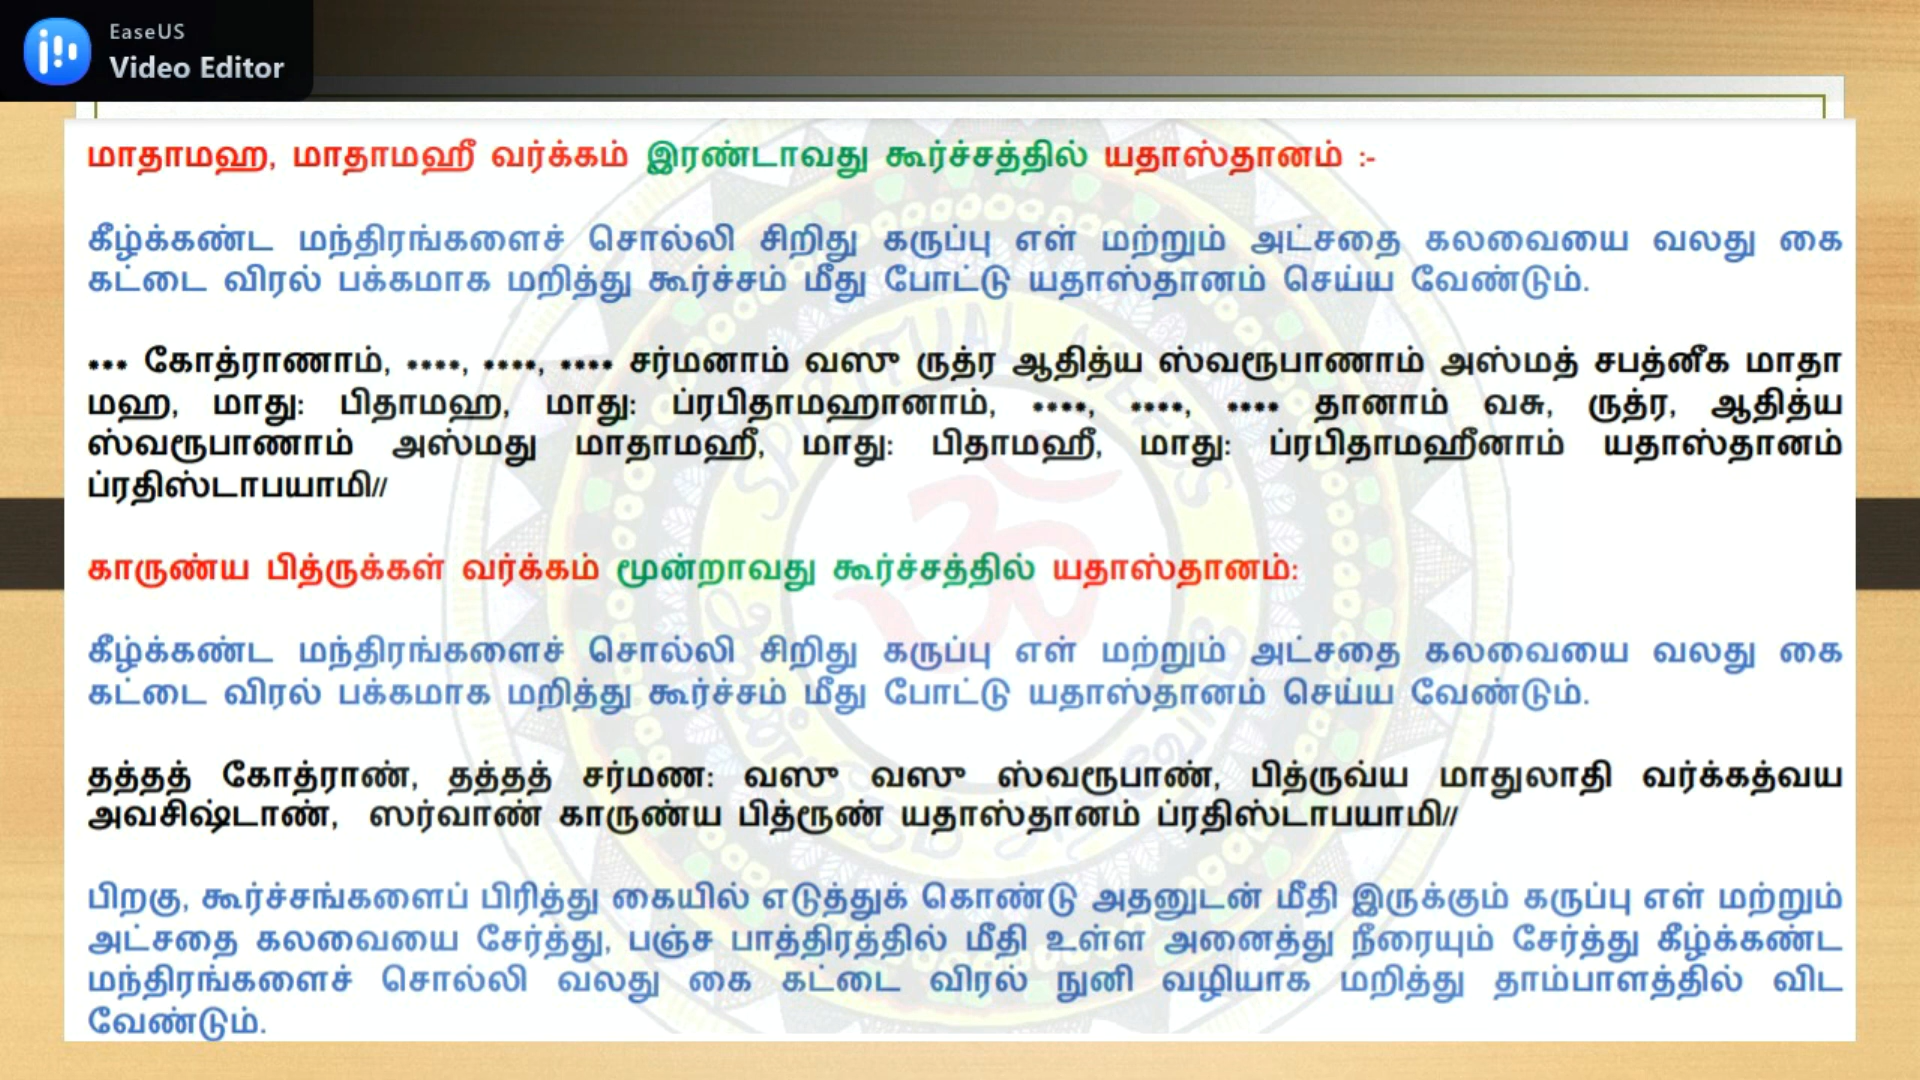 EaseUS
Video Editor
மாதாமஹ, மாதாமஹீ வர்க்கம் இரண்டாவது கூர்ச்சத்தில் யதாஸ்தானம் :-
கீழ்க்கண்ட மந்திரங்களைச் சொல்லி சிறிது கருப்பு எள் மற்றும் அட்சதை கலவையை வலது கை
கட்டை விரல் பக்கமாக மறித்து கூர்ச்சம் மீது போட்டு யதாஸ்தானம் செய்ய வேண்டும்.
*** கோத்ராணாம், ****, ****, **** சர்மனாம் வஸு ருத்ர ஆதித்ய ஸ்வரூபாணாம் அஸ்மத் சபத்னீக மாதா
மஹ, மாது: பிதாமஹ, மாது: ப்ரபிதாமஹானாம், ****, ****, **** தானாம் வசு, ருத்ர, ஆதித்ய
ஸ்வரூபாணாம் அஸ்மது மாதாமஹீ, மாது: பிதாமஹீ, மாது: ப்ரபிதாமஹீனாம் யதாஸ்தானம்
ப்ரதிஸ்டாபயாமி//
காருண்ய பித்ருக்கள் வர்க்கம் மூன்றாவது கூர்ச்சத்தில் யதாஸ்தானம்:
கீழ்க்கண்ட மந்திரங்களைச் சொல்லி சிறிது கருப்பு எள் மற்றும் அட்சதை கலவையை வலது கை
கட்டை விரல் பக்கமாக மறித்து கூர்ச்சம் மீது போட்டு யதாஸ்தானம் செய்ய வேண்டும்.
தத்தத் கோத்ராண், தத்தத் சர்மண: வஸு வஸு ஸ்வரூபாண், பித்ருவ்ய மாதுலாதி வர்க்கத்வய
அவசிஷ்டாண், ஸர்வாண் காருண்ய பித்ரூண் யதாஸ்தானம் ப்ரதிஸ்டாபயாமி//
பிறகு, கூர்ச்சங்களைப் பிரித்து கையில் எடுத்துக் கொண்டு அதனுடன் மீதி இருக்கும் கருப்பு எள் மற்றும்
அட்சதை கலவையை சேர்த்து, பஞ்ச பாத்திரத்தில் மீதி உள்ள அனைத்து நீரையும் சேர்த்து கீழ்க்கண்ட
மந்திரங்களைச் சொல்லி வலது கை கட்டை விரல் நுனி வழியாக மறித்து தாம்பாளத்தில் விட
வேண்டும்.
SPIRITUAL